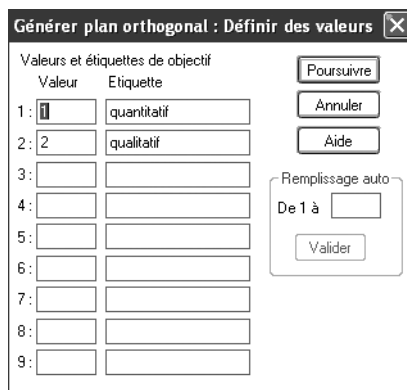 Générer plan orthogonal : Définir des valeurs
Valeurs et étiquettes de objectif
Valeur Etiquette
1 : 1 quantitatif
2 : 2 qualitatif
3 :
4 :
5 :
6 :
7 :
8 :
9 :
Poursuivre
Annuler
Aide
Remplissage auto
De 1 à
Valider